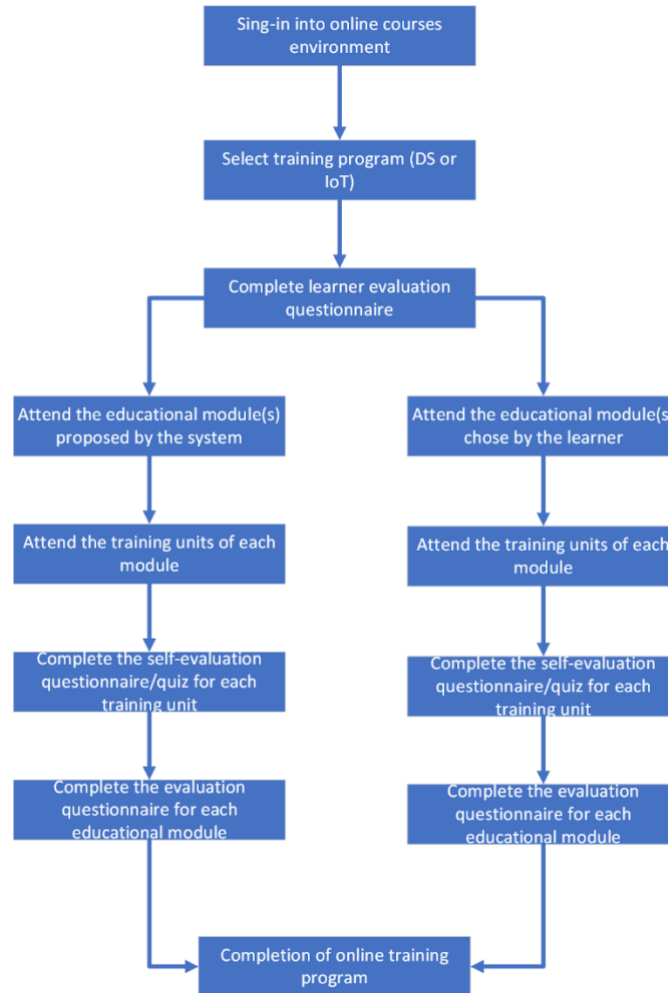 Sing-in into online courses
environment
Select training program (DS or
IoT)
Complete learner evaluation
questionnaire
Attend the educational module(s)
proposed by the system
Attend the training units of each
module
Complete the self-evaluation
questionnaire/quiz for each
training unit
Complete the evaluation
questionnaire for each
educational module
Attend the educational module(s
chose by the learner
Attend the training units of each
module
Complete the self-evaluation
questionnaire/quiz for each
training unit
Complete the evaluation
questionnaire for each
educational module
Completion of online training
program